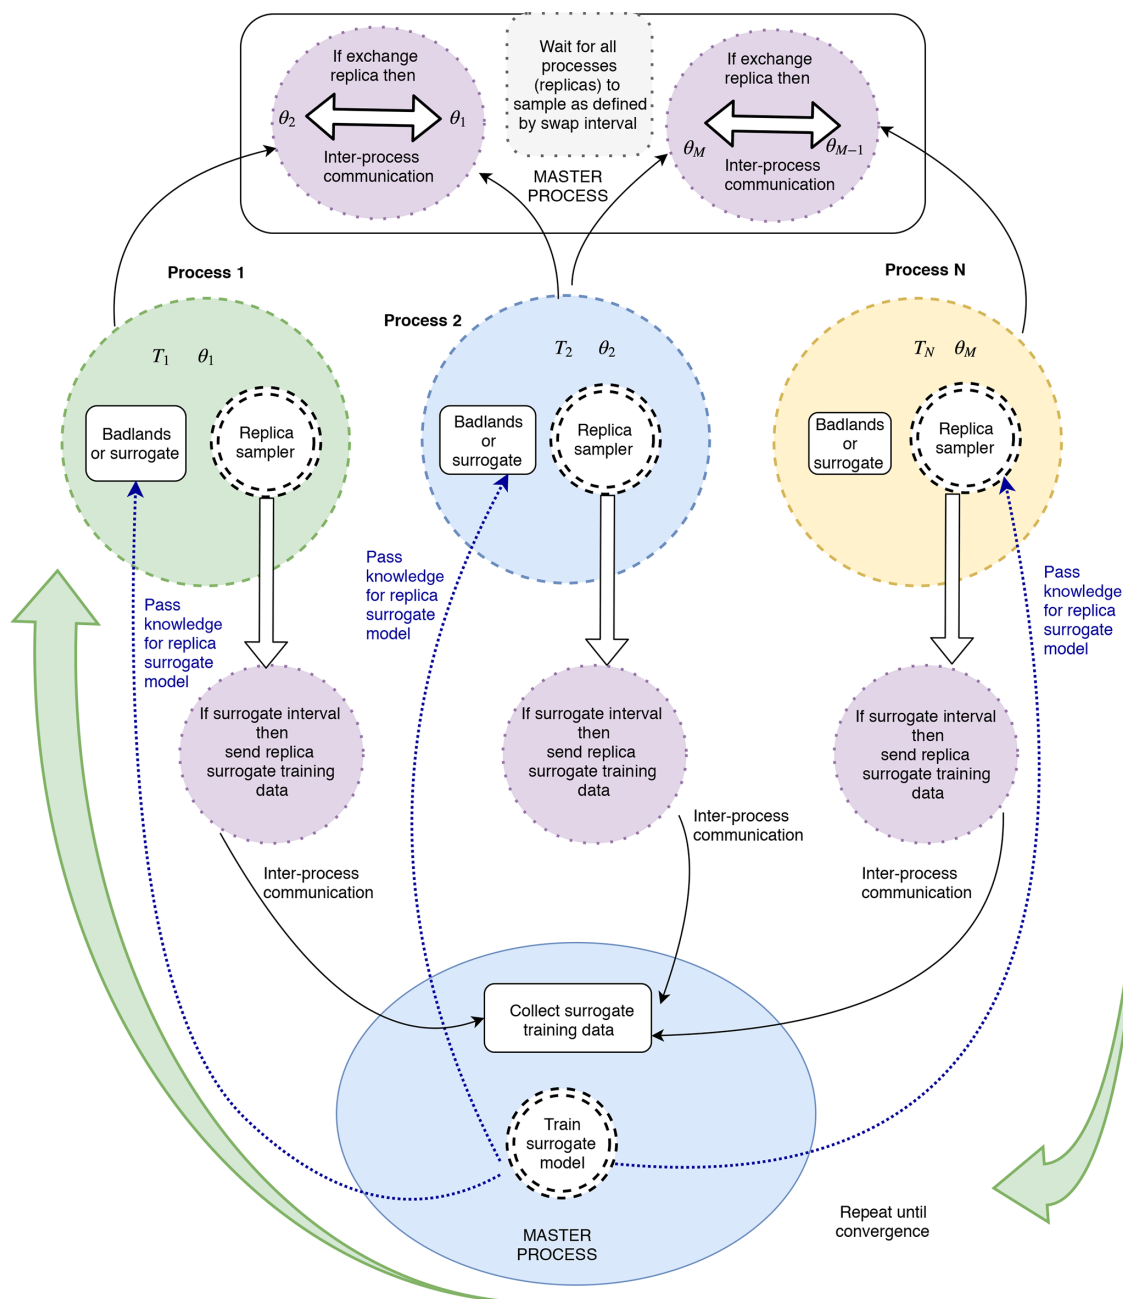 If exchange
replica then
θ2
θ1
Inter-process
communication
Wait for all
processes
(replicas) to
sample as defined
by swap interval
MASTER
PROCESS
If exchange
replica then
θM
θM−1
Inter-process
communication
Process 1
T1 θ1
Badlands
or surrogate
Replica
sampler
Process 2
T2 θ2
Badlands
or
surrogate
Replica
sampler
Process N
TN θM
Badlands
or
surrogate
Replica
sampler
Pass
knowledge
for replica
surrogate
model
Pass
knowledge
for replica
surrogate
model
Pass
knowledge
for replica
surrogate
model
If surrogate interval
then
send replica
surrogate training
data
If surrogate interval
then
send replica
surrogate training
data
If surrogate interval
then
send replica
surrogate training
data
Inter-process
communication
Inter-process
communication
Inter-process
communication
Collect surrogate
training data
Train
surrogate
model
MASTER
PROCESS
Repeat until
convergence